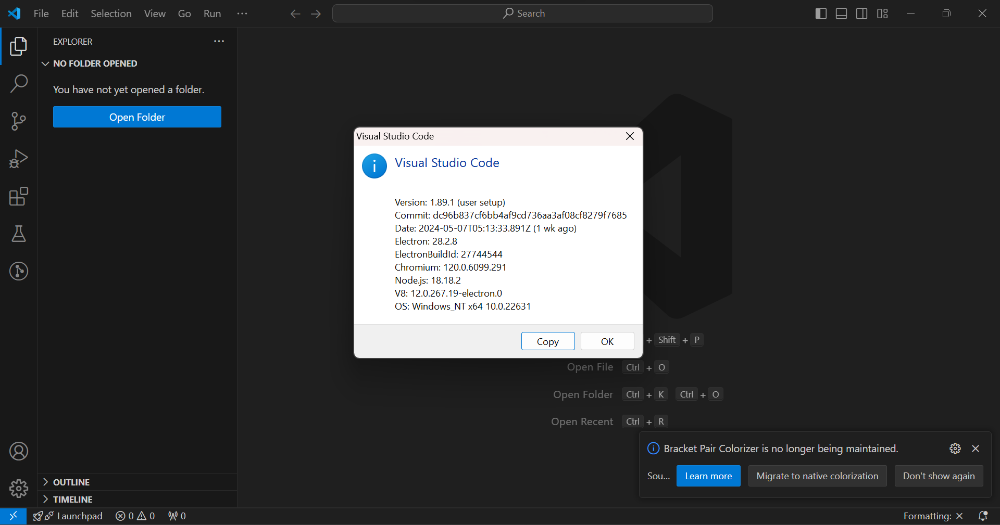 File Edit Selection View Go Run ···
Search
EXPLORER ···
NO FOLDER OPENED
You have not yet opened a folder.
Open Folder
Visual Studio Code
Visual Studio Code
Version: 1.89.1 (user setup)
Commit: dc96b837cf6bb4af9cd736aa3af08cf8279f7685
Date: 2024-05-07T05:13:33.891Z (1 wk ago)
Electron: 28.2.8
ElectronBuildId: 27744544
Chromium: 120.0.6099.291
Node.js: 18.18.2
V8: 12.0.267.19-electron.0
OS: Windows_NT x64 10.0.22631
Copy OK
+ Shift + P
Open File Ctrl + O
Open Folder Ctrl + K Ctrl + O
Open Recent Ctrl + R
Bracket Pair Colorizer is no longer being maintained.
Sou... Learn more Migrate to native colorization Don't show again
OUTLINE
TIMELINE
Launchpad 0 0 0 Formatting: ×